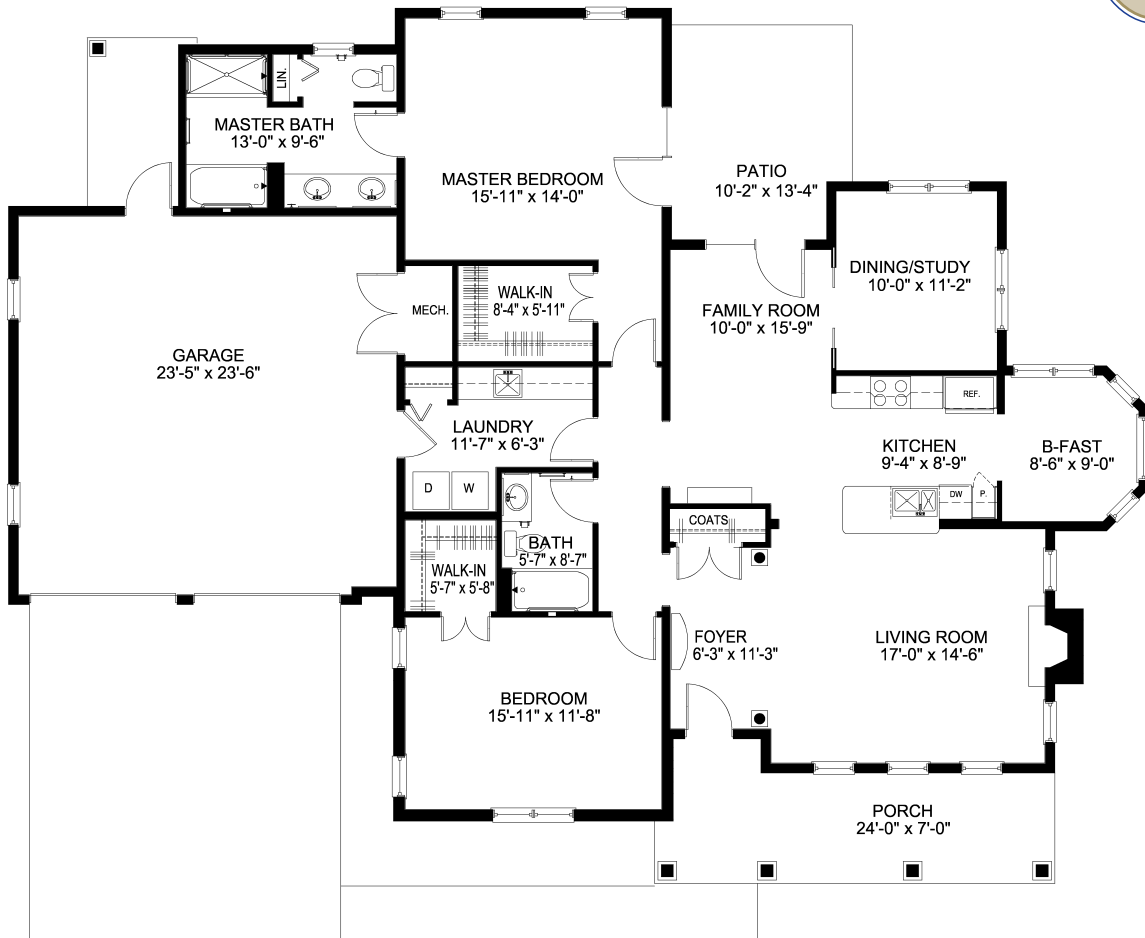 LIN.
MASTER BATH
13'-0" x 9'-6"
MASTER BEDROOM
15'-11" x 14'-0"
PATIO
10'-2" x 13'-4"
DINING/STUDY
10'-0" x 11'-2"
MECH.
WALK-IN
8'-4" x 5'-11"
FAMILY ROOM
10'-0" x 15'-9"
GARAGE
23'-5" x 23'-6"
REF.
LAUNDRY
11'-7" x 6'-3"
KITCHEN
9'-4" x 8'-9"
B-FAST
8'-6" x 9'-0"
D
W
DW
P.
COATS
BATH
5'-7" x 8'-7"
WALK-IN
5'-7" x 5'-8"
FOYER
6'-3" x 11'-3"
LIVING ROOM
17'-0" x 14'-6"
BEDROOM
15'-11" x 11'-8"
PORCH
24'-0" x 7'-0"